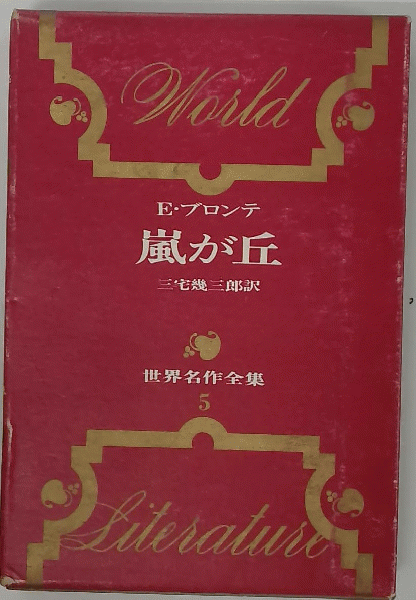 World
E・ブロンテ
嵐が丘
三宅幾三郎訳
世界名作全集
5
Literature